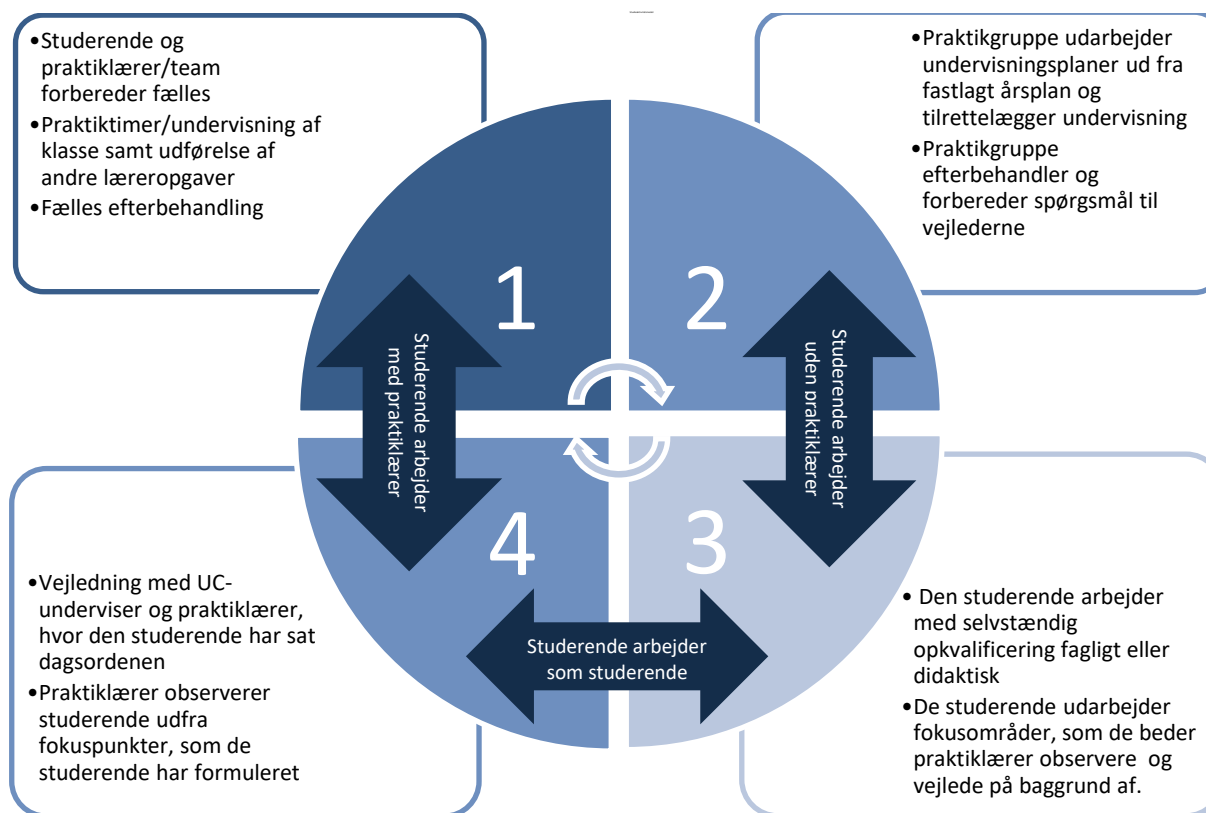 •Studerende og
praktiklærer/team
forbereder fælles
•Praktiktimer/undervisning af
klasse samt udførelse af
andre læreropgaver
•Fælles efterbehandling
•Praktikgruppe udarbejder
undervisningsplaner ud fra
fastlagt årsplan og
tilrettelægger undervisning
•Praktikgruppe
efterbehandler og
forbereder spørgsmål til
vejlederne
1
2
Studerende arbejder
med praktiklærer
Studerende arbejder
uden praktiklærer
4
3
Studerende arbejder
som studerende
•Vejledning med UC-
underviser og praktiklærer,
hvor den studerende har sat
dagsordenen
•Praktiklærer observerer
studerende udfra
fokuspunkter, som de
studerende har formuleret
• Den studerende arbejder
med selvstændig
opkvalificering fagligt eller
didaktisk
•De studerende udarbejder
fokusområder, som de beder
praktiklærer observere og
vejlede på baggrund af.